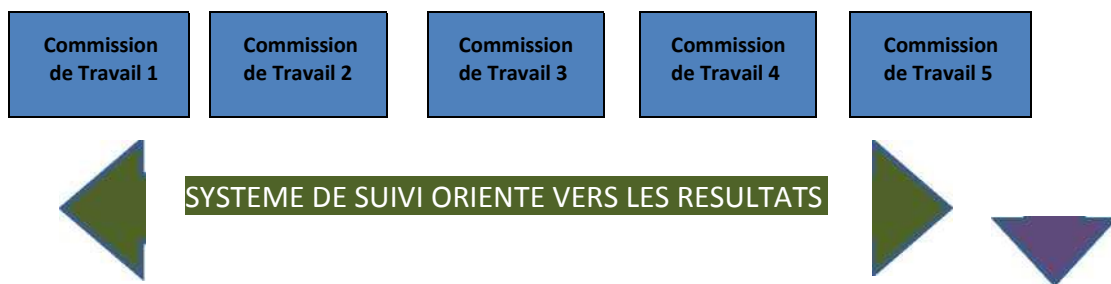 Commission
de Travail 1
Commission
de Travail 2
Commission
de Travail 3
Commission
de Travail 4
Commission
de Travail 5
SYSTEME DE SUIVI ORIENTE VERS LES RESULTATS